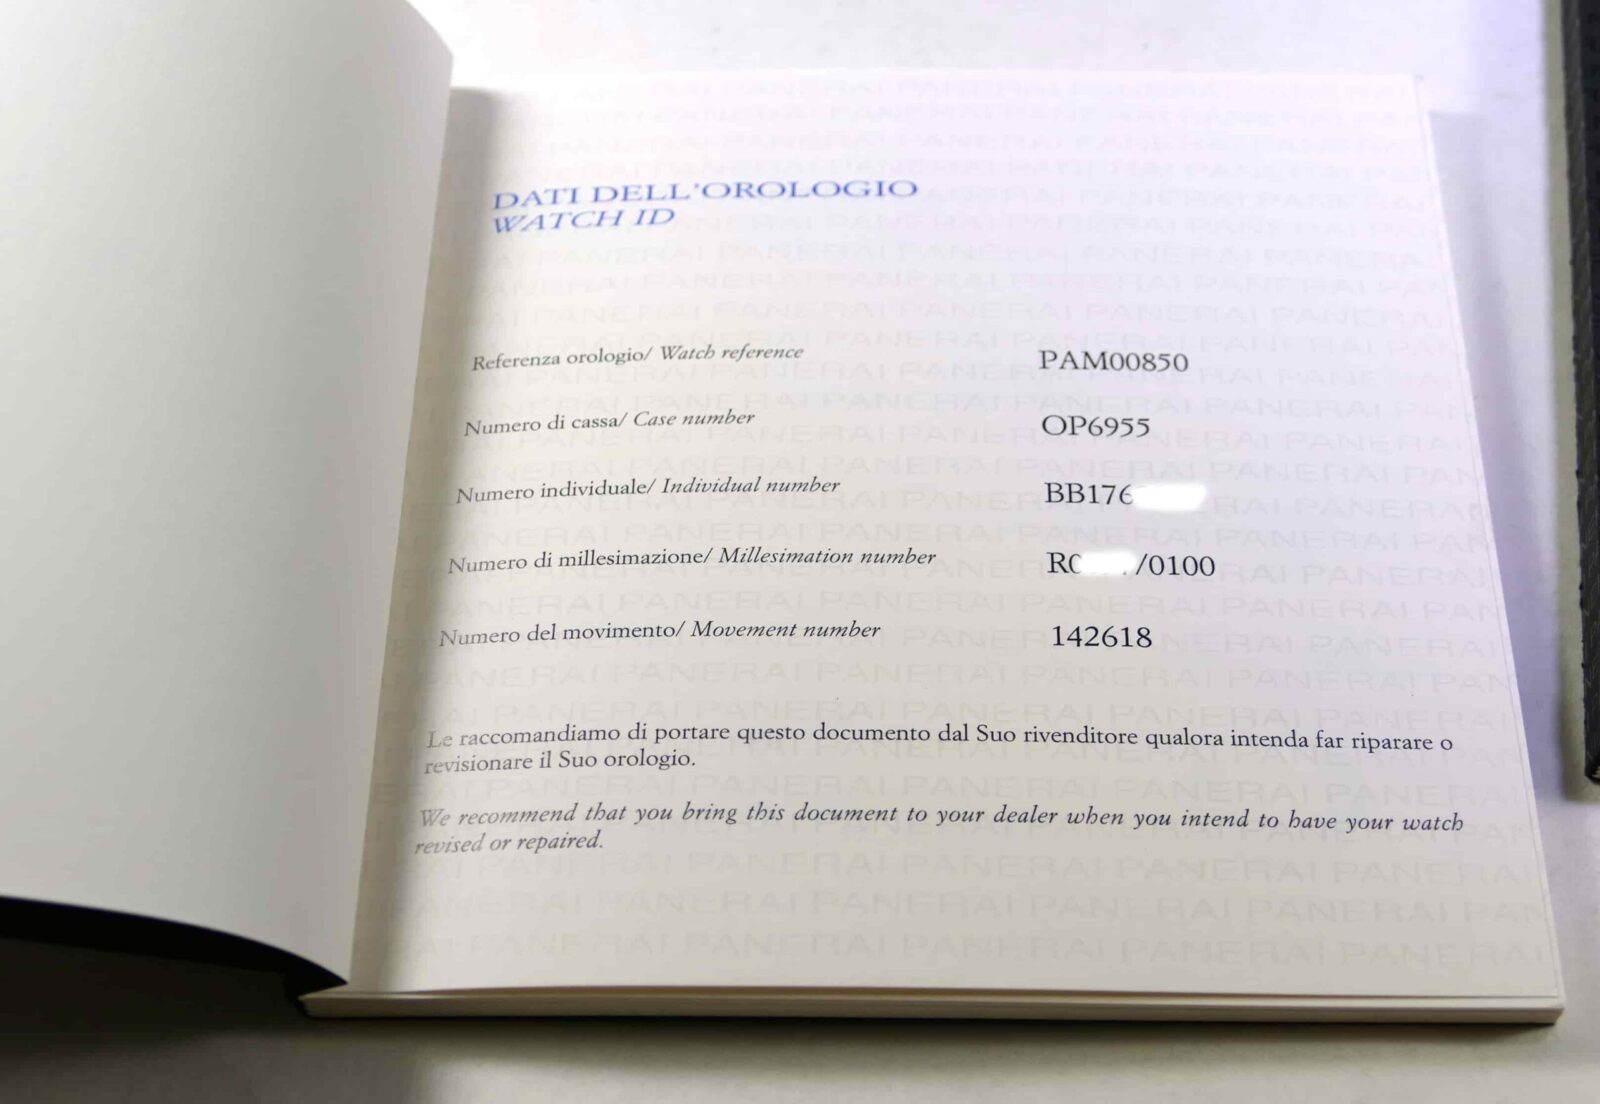 DATI DELL'OROLOGIO
WATCH ID
Referenza orologio/ Watch reference PAM00850
Numero di cassa/ Case number OP6955
Numero individuale/ Individual number BB176
Numero di millesimazione/ Millesimation number R0 /0100
Numero del movimento/ Movement number 142618
Le raccomandiamo di portare questo documento dal Suo rivenditore qualora intenda far riparare o
revisionare il Suo orologio.
We recommend that you bring this document to your dealer when you intend to have your watch
revised or repaired.